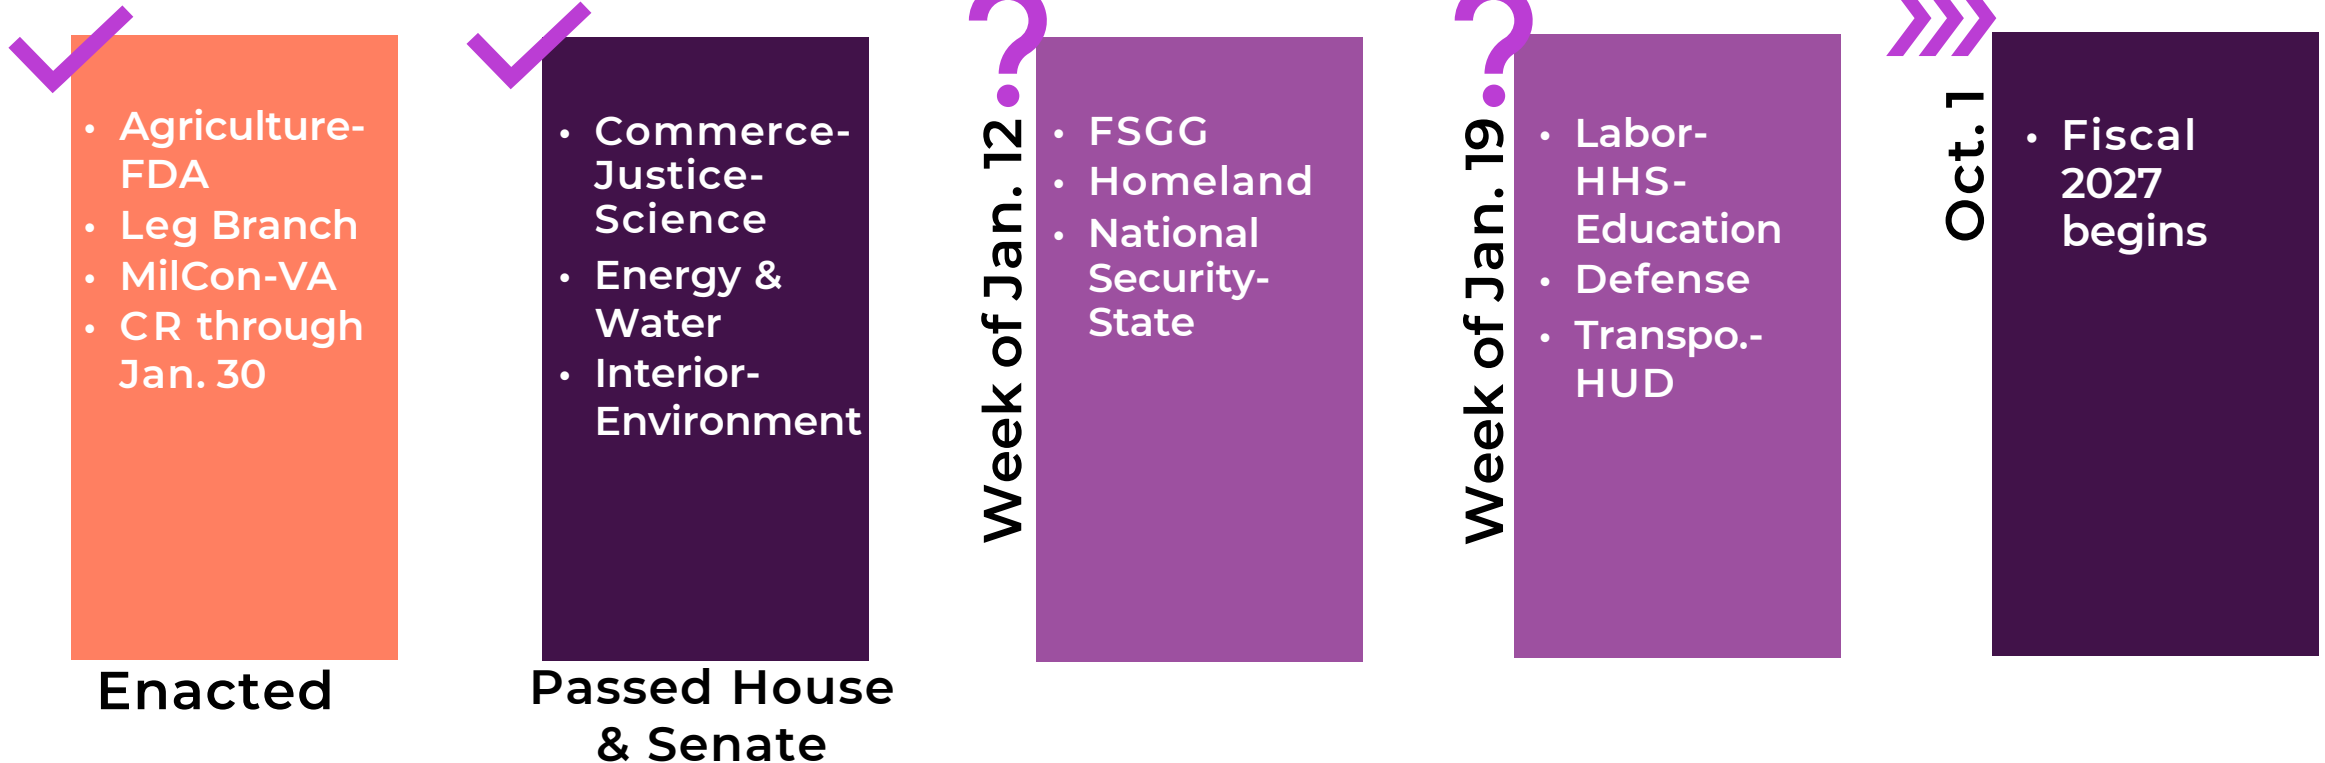 • Agriculture-
FDA
• Leg Branch
• MilCon-VA
• CR through
Jan. 30
Enacted
• Commerce-
Justice-
Science
• Energy &
Water
• Interior-
Environment
Passed House
& Senate
?
Week of Jan. 12
• FSGG
• Homeland
• National
Security-
State
?
Week of Jan. 19
• Labor-
HHS-
Education
• Defense
• Transpo.-
HUD
Oct. 1
• Fiscal
2027
begins